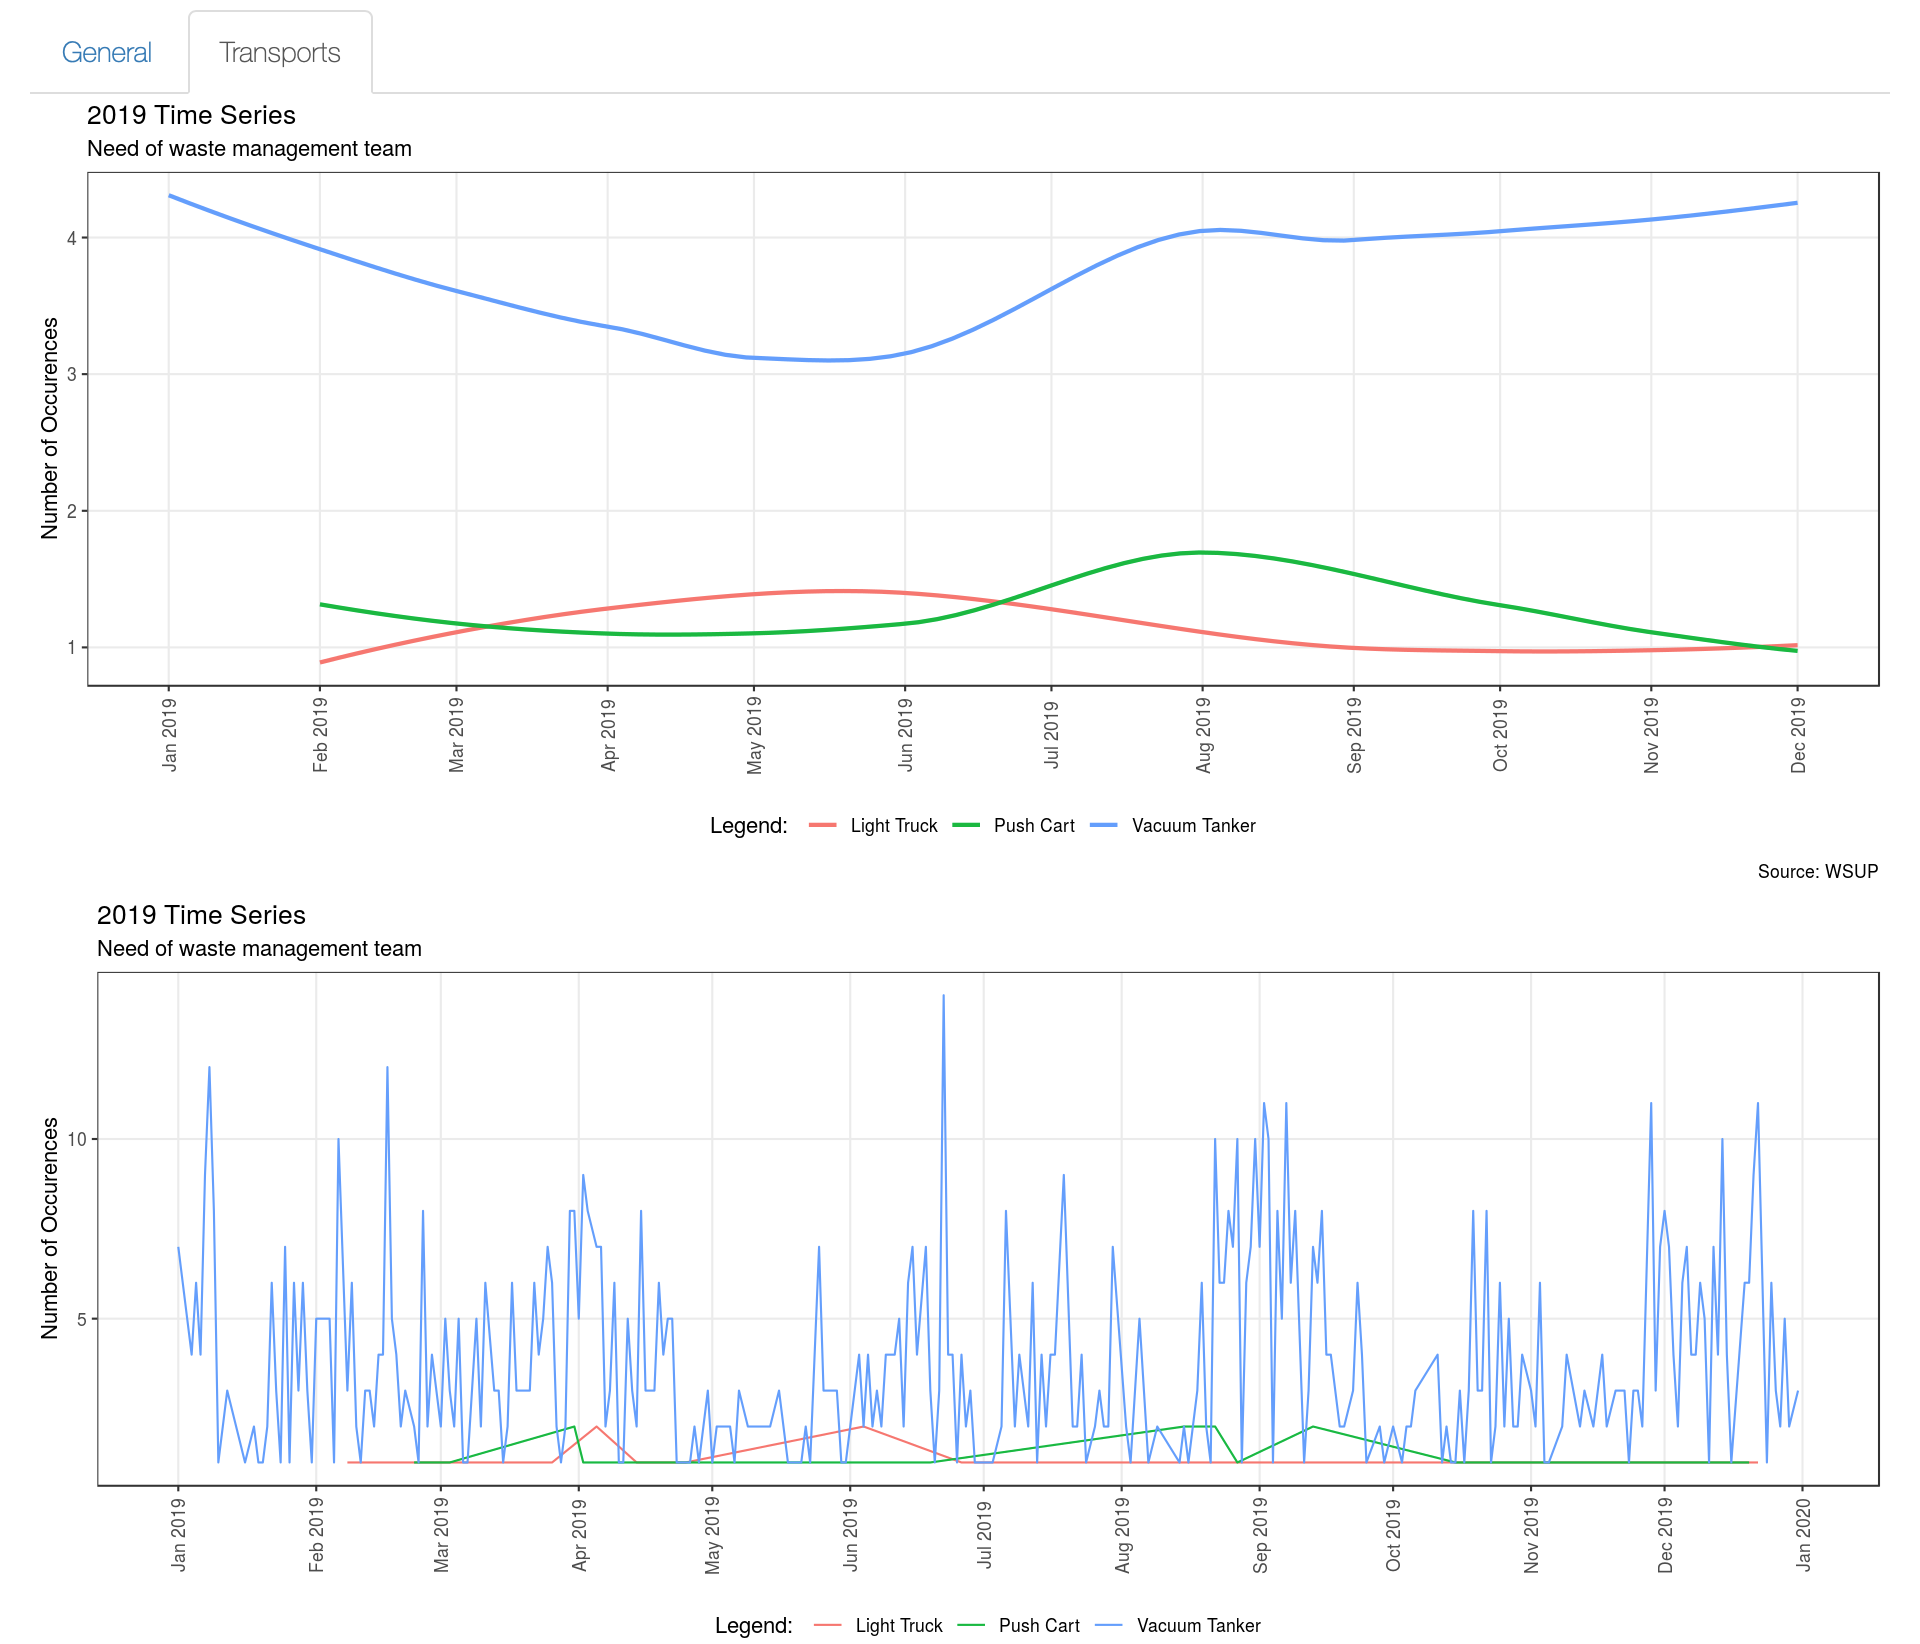 General
Transports
2019 Time Series
Need of waste management team
Number of Occurences
4
3
2
1
Jan 2019
Feb 2019
Mar 2019
Apr 2019
May 2019
Jun 2019
Jul 2019
Aug 2019
Sep 2019
Oct 2019
Nov 2019
Dec 2019
Legend: Light Truck Push Cart Vacuum Tanker
Source: WSUP
2019 Time Series
Need of waste management team
Number of Occurences
10
5
Jan 2019
Feb 2019
Mar 2019
Apr 2019
May 2019
Jun 2019
Jul 2019
Aug 2019
Sep 2019
Oct 2019
Nov 2019
Dec 2019
Jan 2020
Legend: Light Truck Push Cart Vacuum Tanker